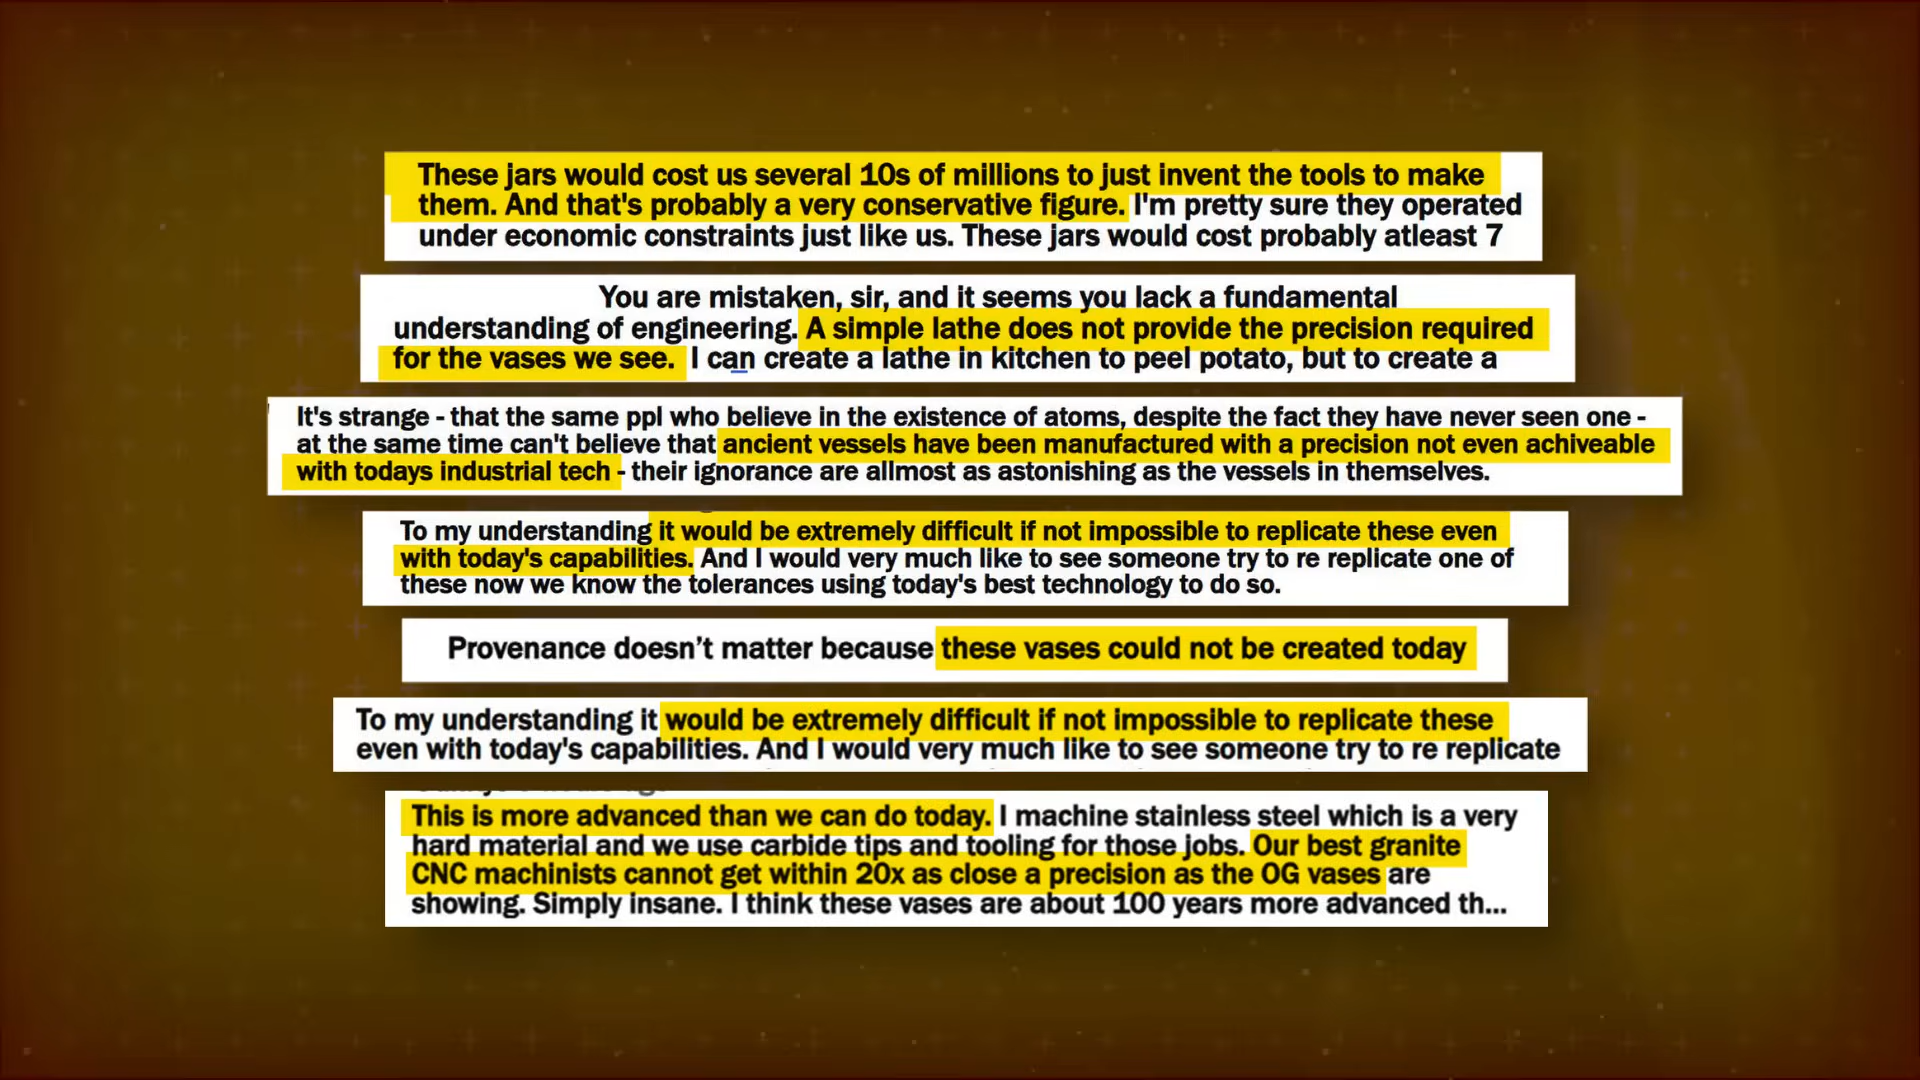 These jars would cost us several 10s of millions to just invent the tools to make
them. And that's probably a very conservative figure. I'm pretty sure they operated
under economic constraints just like us. These jars would cost probably atleast 7
You are mistaken, sir, and it seems you lack a fundamental
understanding of engineering. A simple lathe does not provide the precision required
for the vases we see. I can create a lathe in kitchen to peel potato, but to create a
It's strange - that the same ppl who believe in the existence of atoms, despite the fact they have never seen one -
at the same time can't believe that ancient vessels have been manufactured with a precision not even achiveable
with todays industrial tech - their ignorance are allmost as astonishing as the vessels in themselves.
To my understanding it would be extremely difficult if not impossible to replicate these even
with today's capabilities. And I would very much like to see someone try to re replicate one of
these now we know the tolerances using today's best technology to do so.
Provenance doesn’t matter because these vases could not be created today
To my understanding it would be extremely difficult if not impossible to replicate these
even with today's capabilities. And I would very much like to see someone try to re replicate
This is more advanced than we can do today. I machine stainless steel which is a very
hard material and we use carbide tips and tooling for those jobs. Our best granite
CNC machinists cannot get within 20x as close a precision as the OG vases are
showing. Simply insane. I think these vases are about 100 years more advanced th...